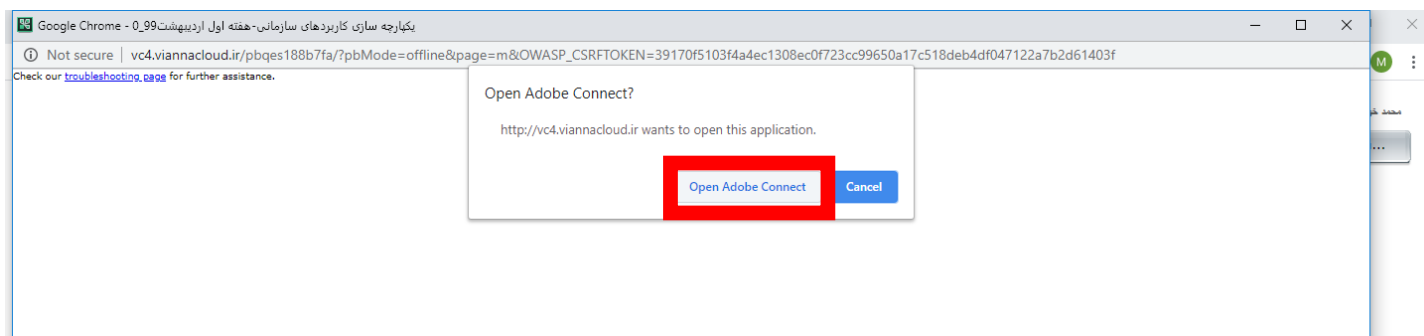 یکپارچه سازی کاربردهای سازمانی-هفته اول اردیبهشت99_0 - Google Chrome
Not secure | vc4.viannacloud.ir/pbqes188b7fa/?pbMode=offline&page=m&OWASP_CSRFTOKEN=39170f5103f4a4ec1308ec0f723cc99650a17c518deb4df047122a7b2d61403f
M
Check our troubleshooting page for further assistance.
محمد
...
Open Adobe Connect?
http://vc4.viannacloud.ir wants to open this application.
Open Adobe Connect
Cancel